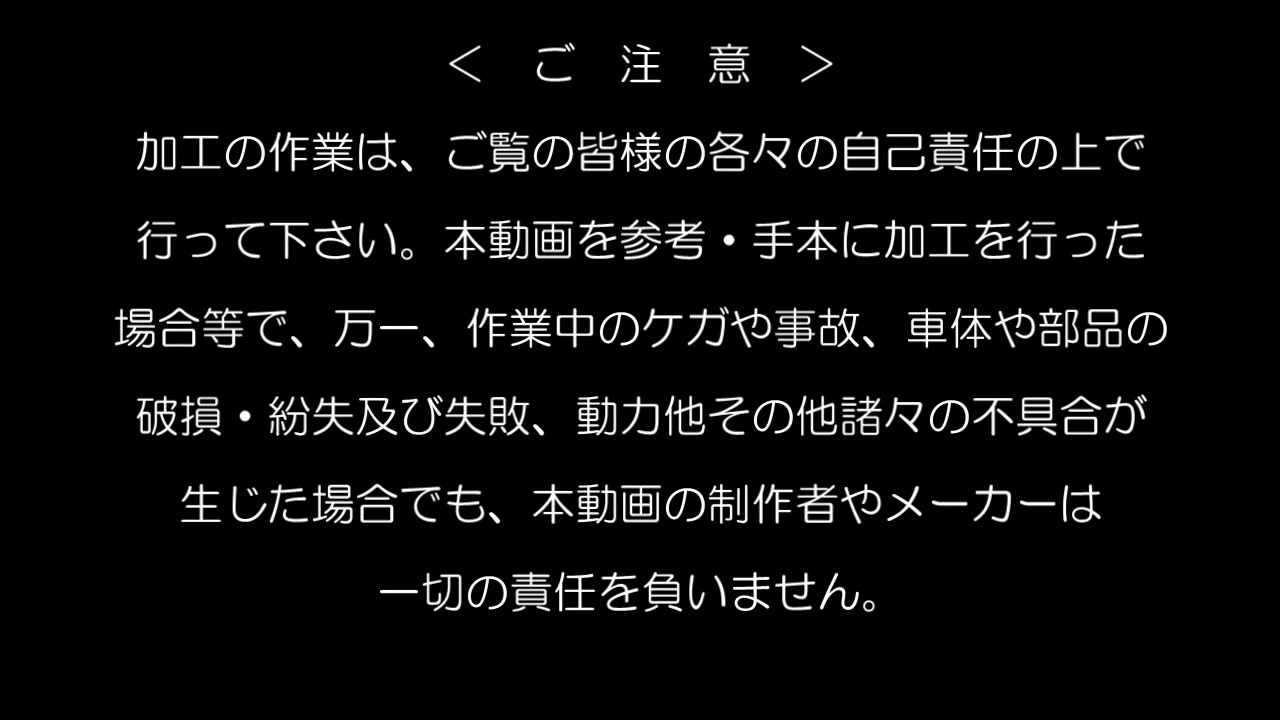 ＜　ご　注　意　＞
加工の作業は、ご覧の皆様の各々の自己責任の上で
行って下さい。本動画を参考・手本に加工を行った
場合等で、万一、作業中のケガや事故、車体や部品の
破損・紛失及び失敗、動力他その他諸々の不具合が
生じた場合でも、本動画の制作者やメーカーは
一切の責任を負いません。